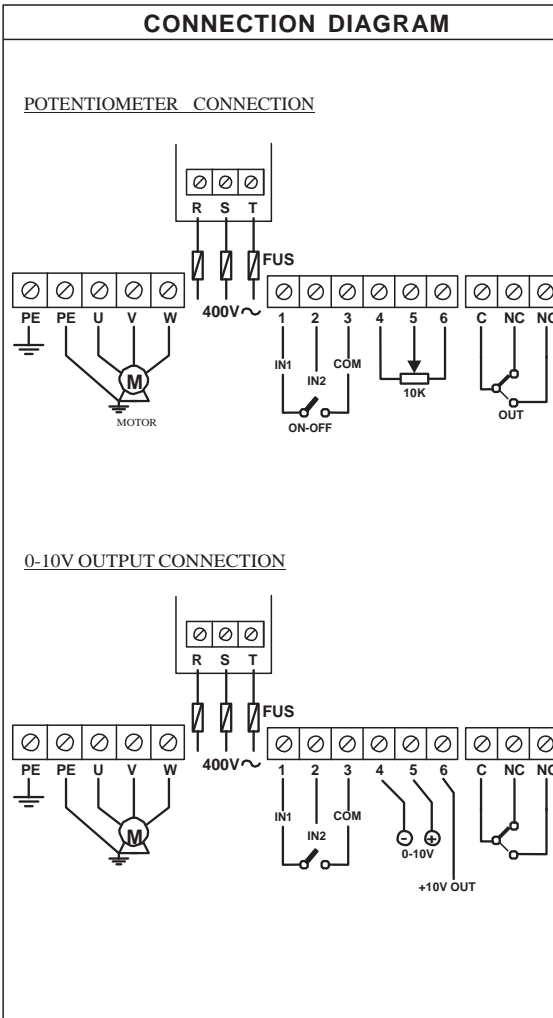 CONNECTION DIAGRAM
POTENTIOMETER CONNECTION
R S T
FUS
400V~
PE PE U V W
1 2 3 4 5 6
C NC NC
IN1 IN2 COM
10K
M
MOTOR
ON-OFF
OUT
0-10V OUTPUT CONNECTION
R S T
FUS
400V~
PE PE U V W
1 2 3 4 5 6
C NC NC
IN1 IN2 COM
M
- +
0-10V
+10V OUT